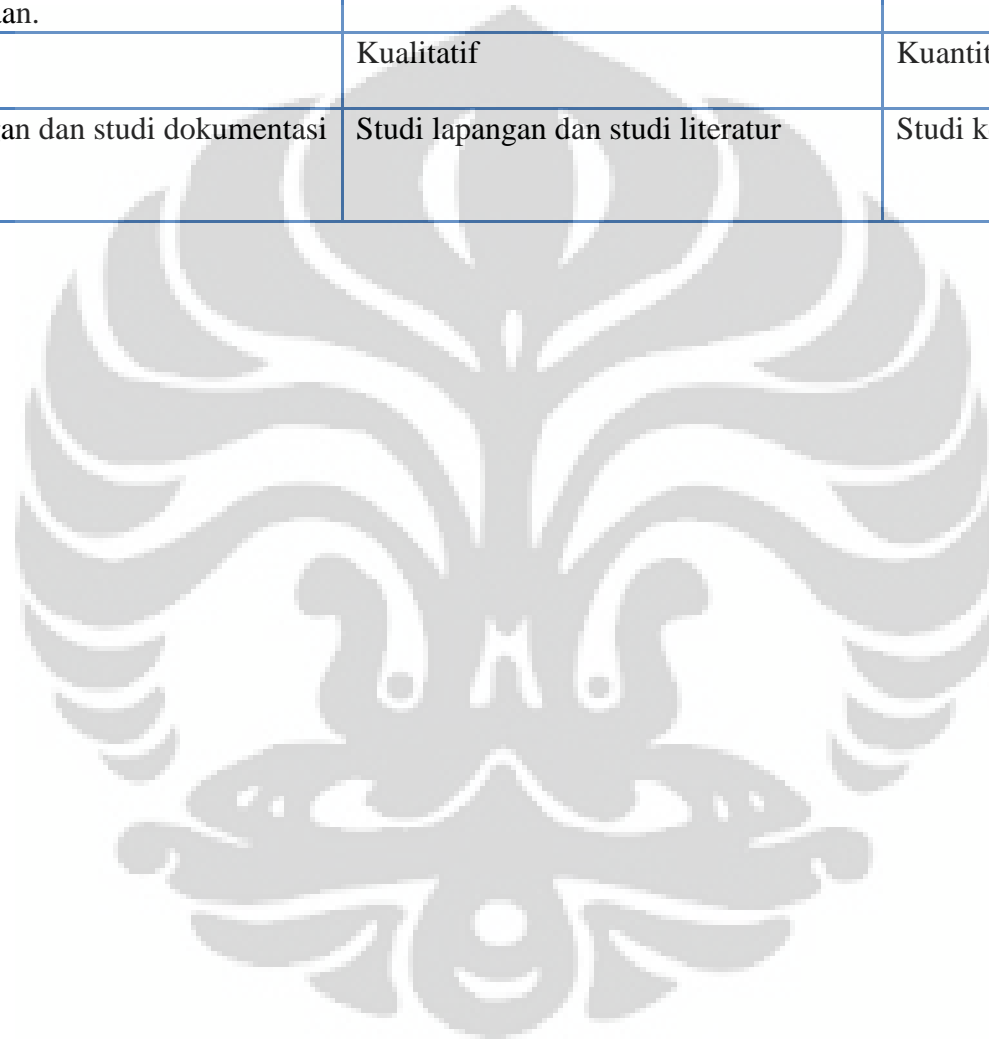 an.
Kualitatif
Kuantit
an dan studi dokumentasi
Studi lapangan dan studi literatur
Studi k